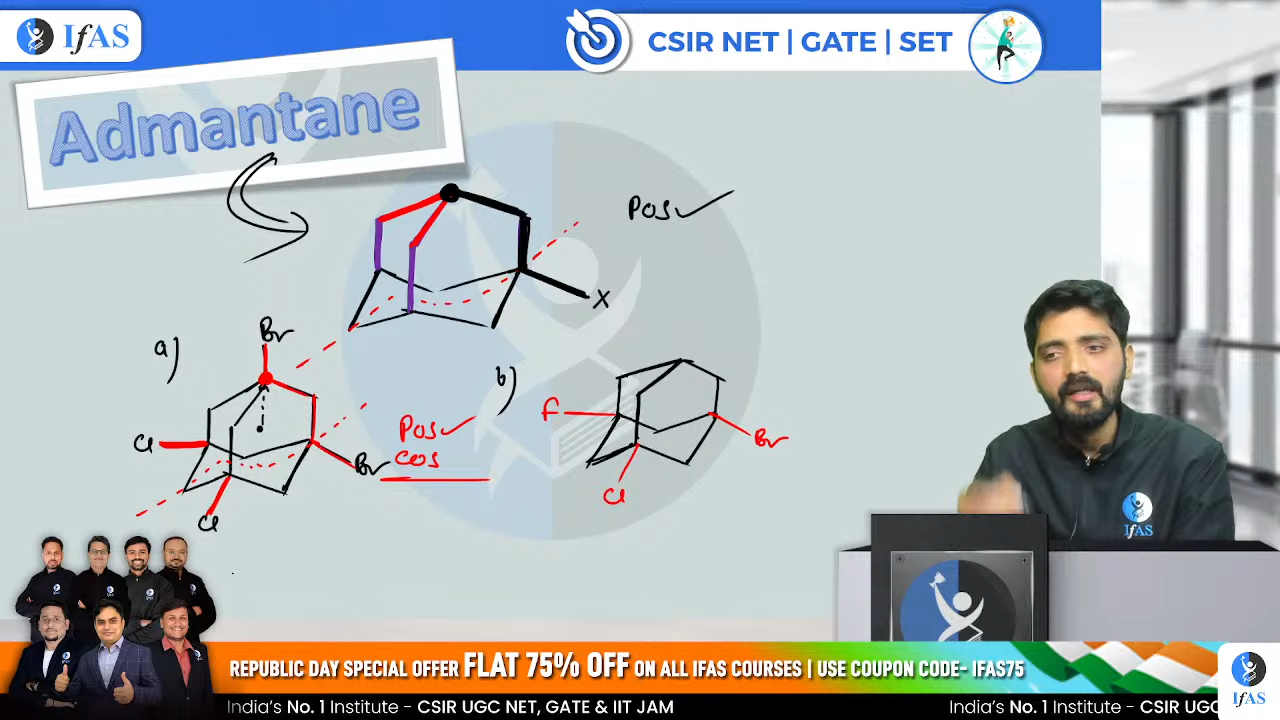 IfAS
CSIR NET | GATE | SET
Admantane
POS✓
X
a)
Br
Cl
Br
Cl
POS✓
COS
b)
F
Br
Cl
IfAS
REPUBLIC DAY SPECIAL OFFER FLAT 75% OFF ON ALL IFAS COURSES | USE COUPON CODE- IFAS75
India's No. 1 Institute - CSIR UGC NET, GATE & IIT JAM
India's No. 1 Institute - CSIR UGC
IfAS